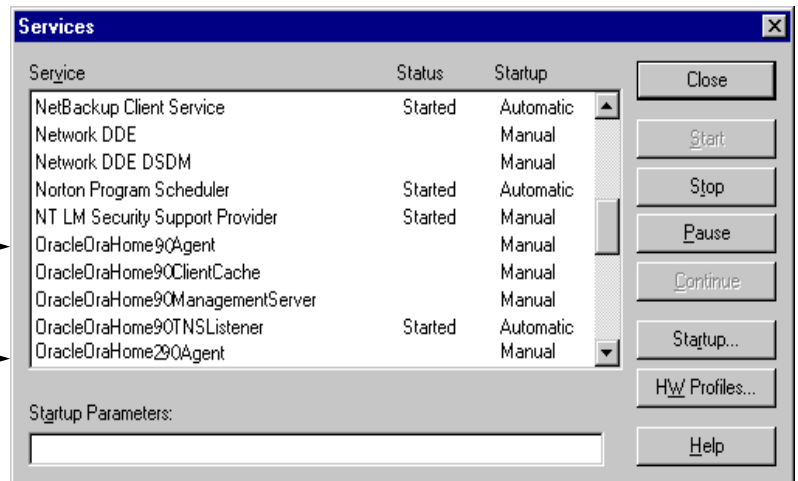 Services
Service Status Startup
NetBackup Client Service Started Automatic
Network DDE Manual
Network DDE DSDM Manual
Norton Program Scheduler Started Automatic
NT LM Security Support Provider Started Manual
OracleOraHome90Agent Manual
OracleOraHome90ClientCache Manual
OracleOraHome90ManagementServer Manual
OracleOraHome90TNSListener Started Automatic
OracleOraHome290Agent Manual
Startup Parameters:
Close
Start
Stop
Pause
Continue
Startup...
HW Profiles...
Help